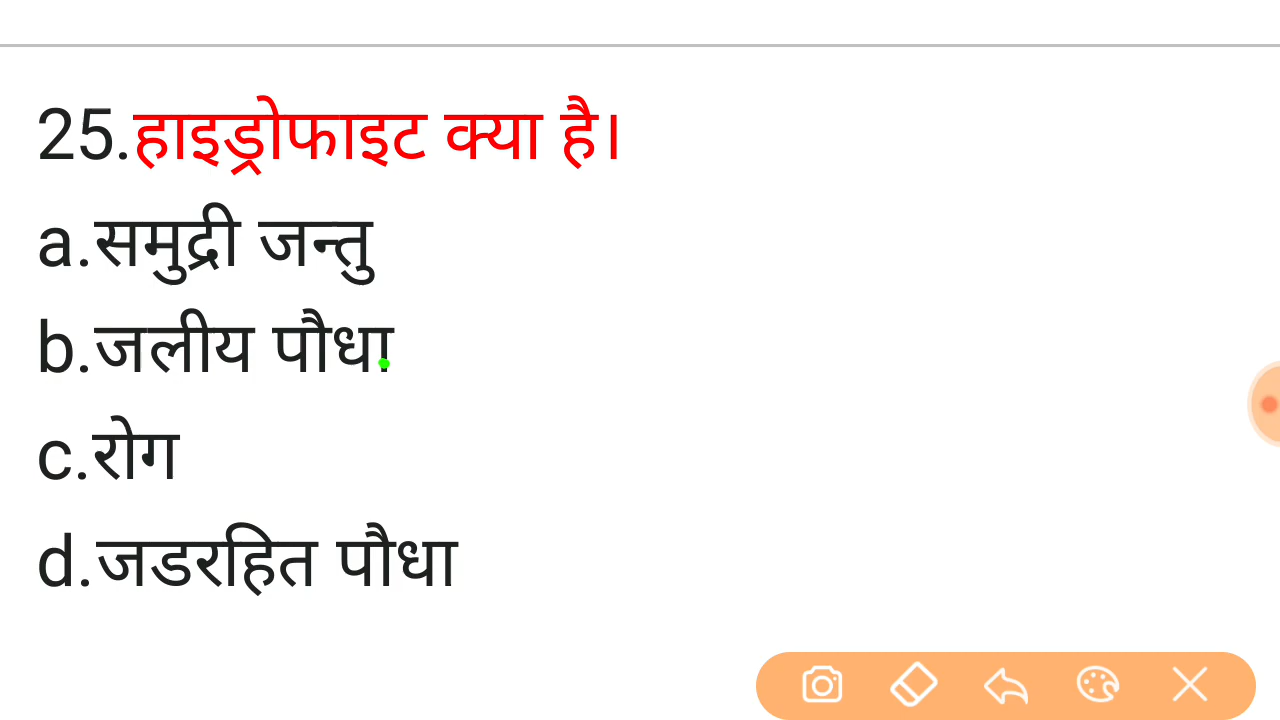 25.हाइड्रोफाइट क्या है।
a.समुद्री जन्तु
b.जलीय पौधा
c.रोग
d.जडरहित पौधा